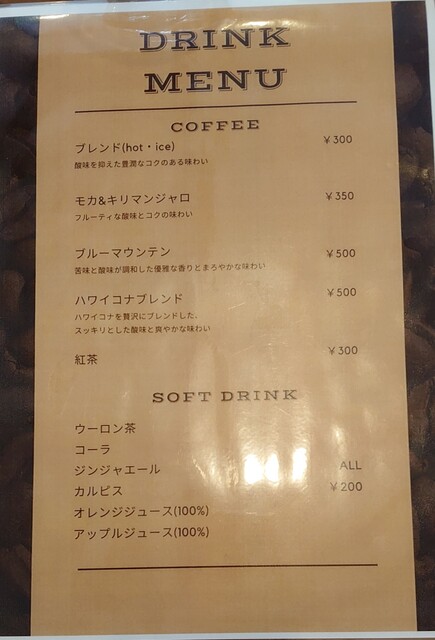 DRINK
MENU
COFFEE
ブレンド(hot・ice) ￥300
酸味を抑えた豊潤なコクのある味わい
モカ&キリマンジャロ ￥350
フルーティな酸味とコクの味わい
ブルーマウンテン ￥500
苦味と酸味が調和した優雅な香りとまろやかな味わい
ハワイコナブレンド ￥500
ハワイコナを贅沢にブレンドした、
スッキリとした酸味と爽やかな味わい
紅茶 ￥300
SOFT DRINK
ウーロン茶
コーラ
ジンジャエール ALL
カルピス ￥200
オレンジジュース(100%)
アップルジュース(100%)